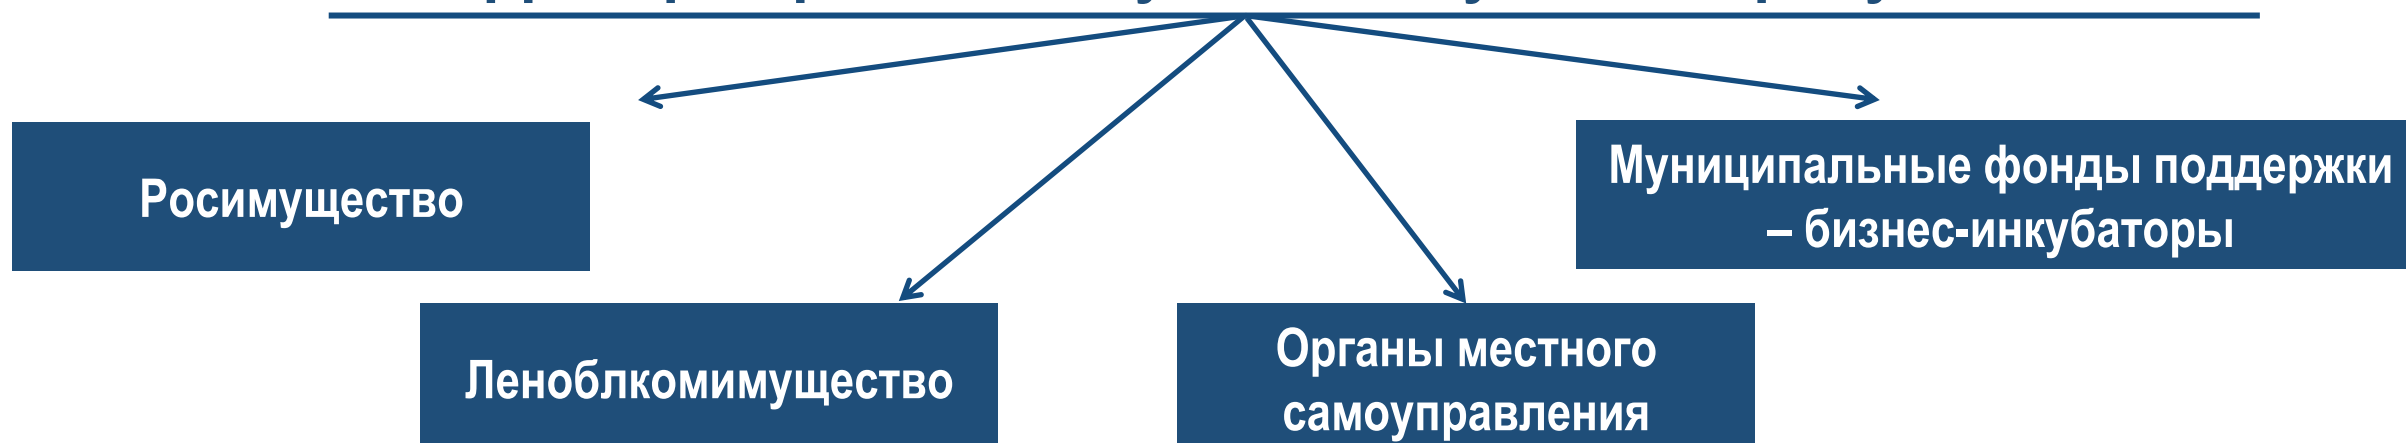 Росимущество
Муниципальные фонды поддержки
– бизнес-инкубаторы
Леноблкомимущество
Органы местного
самоуправления